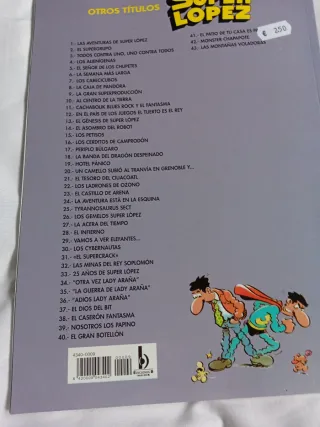 OTROS TÍTULOS
SUPER
LÓPEZ
€ 250
1.- LAS AVENTURAS DE SUPER LÓPEZ
2.- EL SUPERGRUPO
3.- TODOS CONTRA UNO, UNO CONTRA TODOS
4.- LOS ALIENÍGENAS
5.- EL SEÑOR DE LOS CHUPETES
6.- LA SEMANA MÁS LARGA
7.- LOS CABECICUBOS
8.- LA CAJA DE PANDORA
9.- LA GRAN SUPERPRODUCCIÓN
10.- AL CENTRO DE LA TIERRA
11.- CACHABOLIK BLUES ROCK Y EL FANTASMA
12.- EN EL PAÍS DE LOS JUEGOS EL TUERTO ES EL REY
13.- EL GÉNESIS DE SUPER LÓPEZ
14.- EL ASOMBRO DEL ROBOT
15.- LOS PETISOS
16.- LOS CERDITOS DE CAMPRODÓN
17.- PERIPLO BÚLGARO
18.- LA BANDA DEL DRAGÓN DESPEINADO
19.- HOTEL PÁNICO
20.- UN CAMELLO SUBIÓ AL TRANVÍA EN GRENOBLE Y...
21.- EL TESORO DEL CIUACOATL
22.- LOS LADRONES DE OZONO
23.- EL CASTILLO DE ARENA
24.- LA AVENTURA ESTÁ EN LA ESQUINA
25.- TYRANNOSAURUS SECT
26.- LOS GEMELOS SUPER LÓPEZ
27.- LA ACERA DEL TIEMPO
28.- EL INFIERNO
29.- VAMOS A VER ELEFANTES...
30.- LOS CYBERNAUTAS
31.- «EL SUPERCRACK»
32.- LAS MINAS DEL REY SOPLOMÓN
33.- 25 AÑOS DE SUPER LÓPEZ
34.- "OTRA VEZ LADY ARAÑA"
35.- "LA GUERRA DE LADY ARAÑA"
36.- "ADIOS LADY ARAÑA"
37.- EL DIOS DEL BIT
38.- EL CASERÓN FANTASMA
39.- NOSOTROS LOS PAPINO
40.- EL GRAN BOTELLÓN
41.- EL PATIO DE TU CASA ES
42.- MONSTER CHAPAPOTE
43.- LAS MONTAÑAS VOLADORAS